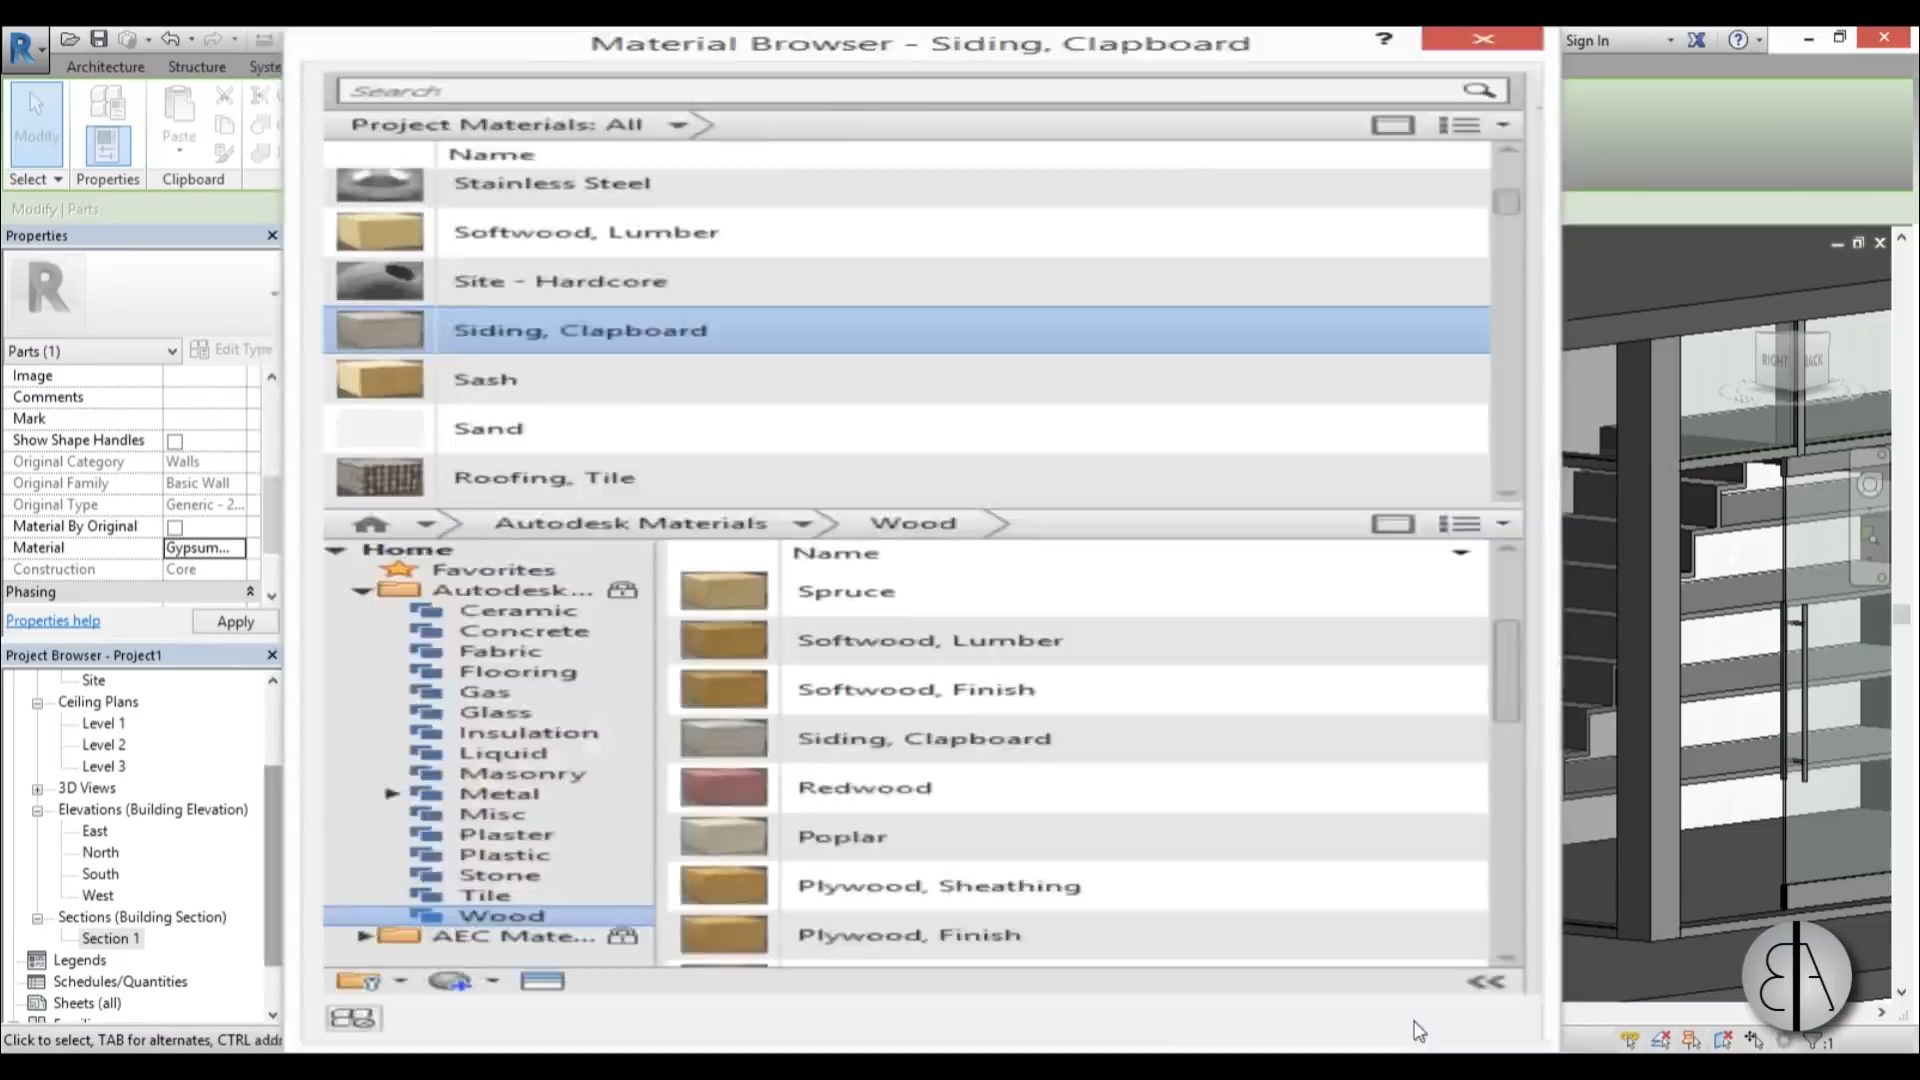 Material Browser - Siding, Clapboard
?
Sign In
Architecture
Structure
Syste
Search
Project Materials: All
Name
Stainless Steel
Softwood, Lumber
Site - Hardcore
Siding, Clapboard
Sash
Sand
Roofing, Tile
Modify
Paste
Select
Properties
Clipboard
Modify | Parts
Properties
R
Parts (1)
Edit Type
Image
Comments
Mark
Show Shape Handles
Original Category
Walls
Original Family
Basic Wall
Original Type
Generic - 2...
Material By Original
Material
Gypsum...
Construction
Core
Phasing
Properties help
Apply
Project Browser - Project1
Site
Ceiling Plans
Level 1
Level 2
Level 3
3D Views
Elevations (Building Elevation)
East
North
South
West
Sections (Building Section)
Section 1
Legends
Schedules/Quantities
Sheets (all)
Click to select, TAB for alternates, CTRL addr
Autodesk Materials
Wood
Home
Favorites
Autodesk...
Ceramic
Concrete
Fabric
Flooring
Gas
Glass
Insulation
Liquid
Masonry
Metal
Misc
Plaster
Plastic
Stone
Tile
Wood
AEC Mate...
Name
Spruce
Softwood, Lumber
Softwood, Finish
Siding, Clapboard
Redwood
Poplar
Plywood, Sheathing
Plywood, Finish
RIGHT
BACK
:1